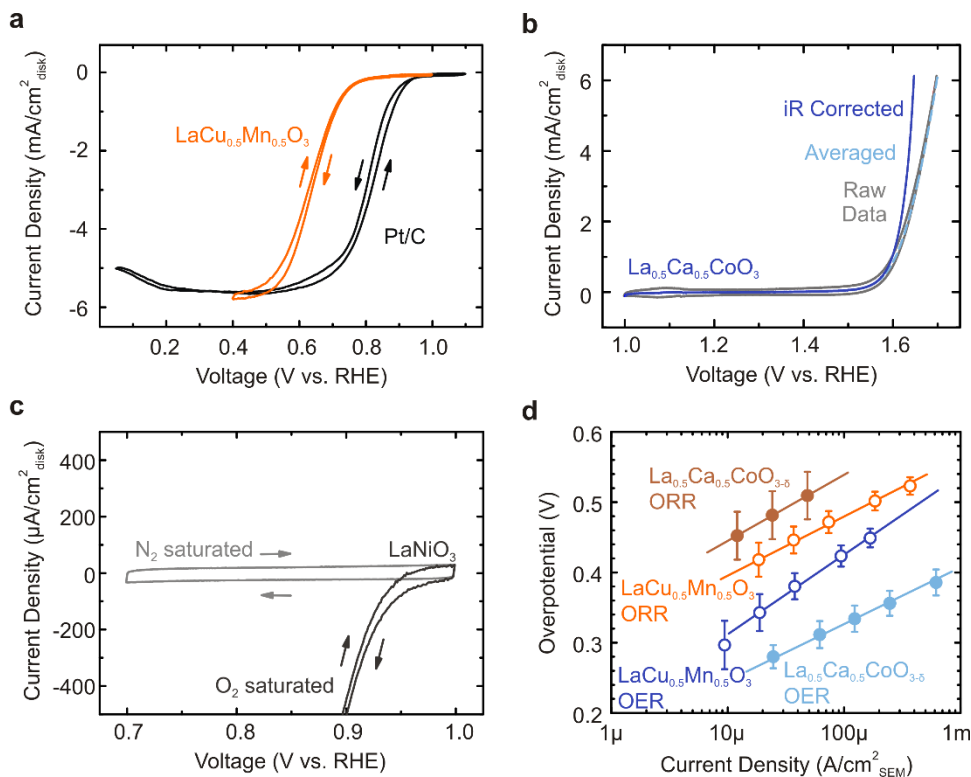 a
Current Density (mA/cm²disk)
0
-2
-4
-6
LaCu₀.₅Mn₀.₅O₃
Pt/C
0.2 0.4 0.6 0.8 1.0
Voltage (V vs. RHE)
b
Current Density (mA/cm²disk)
6
4
2
0
iR Corrected
Averaged
Raw
Data
La₀.₅Ca₀.₅CoO₃
1.0 1.2 1.4 1.6
Voltage (V vs. RHE)
c
Current Density (µA/cm²disk)
400
200
0
-200
-400
N₂ saturated
LaNiO₃
O₂ saturated
0.7 0.8 0.9 1.0
Voltage (V vs. RHE)
d
Overpotential (V)
0.6
0.5
0.4
0.3
0.2
La₀.₅Ca₀.₅CoO₃₋δ
ORR
LaCu₀.₅Mn₀.₅O₃
ORR
LaCu₀.₅Mn₀.₅O₃
OER
La₀.₅Ca₀.₅CoO₃₋δ
OER
1µ 10µ 100µ 1m
Current Density (A/cm²SEM)